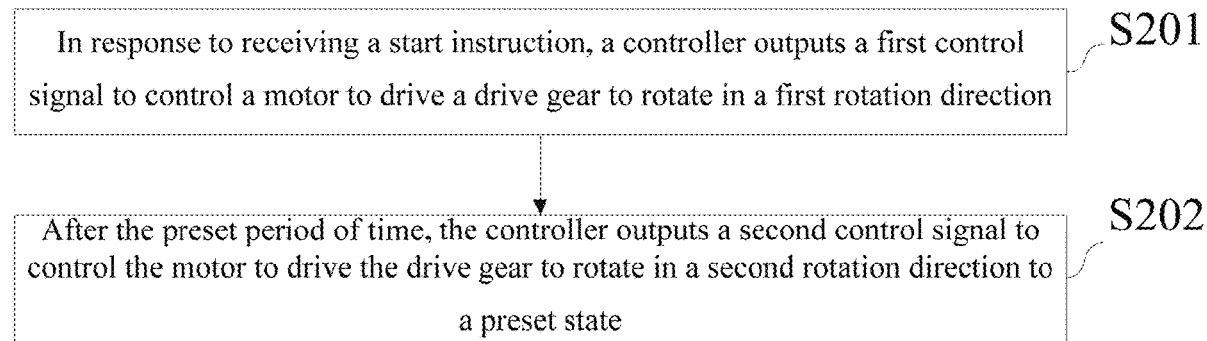 In response to receiving a start instruction, a controller outputs a first control
signal to control a motor to drive a drive gear to rotate in a first rotation direction
S201
After the preset period of time, the controller outputs a second control signal to
control the motor to drive the drive gear to rotate in a second rotation direction to
a preset state
S202